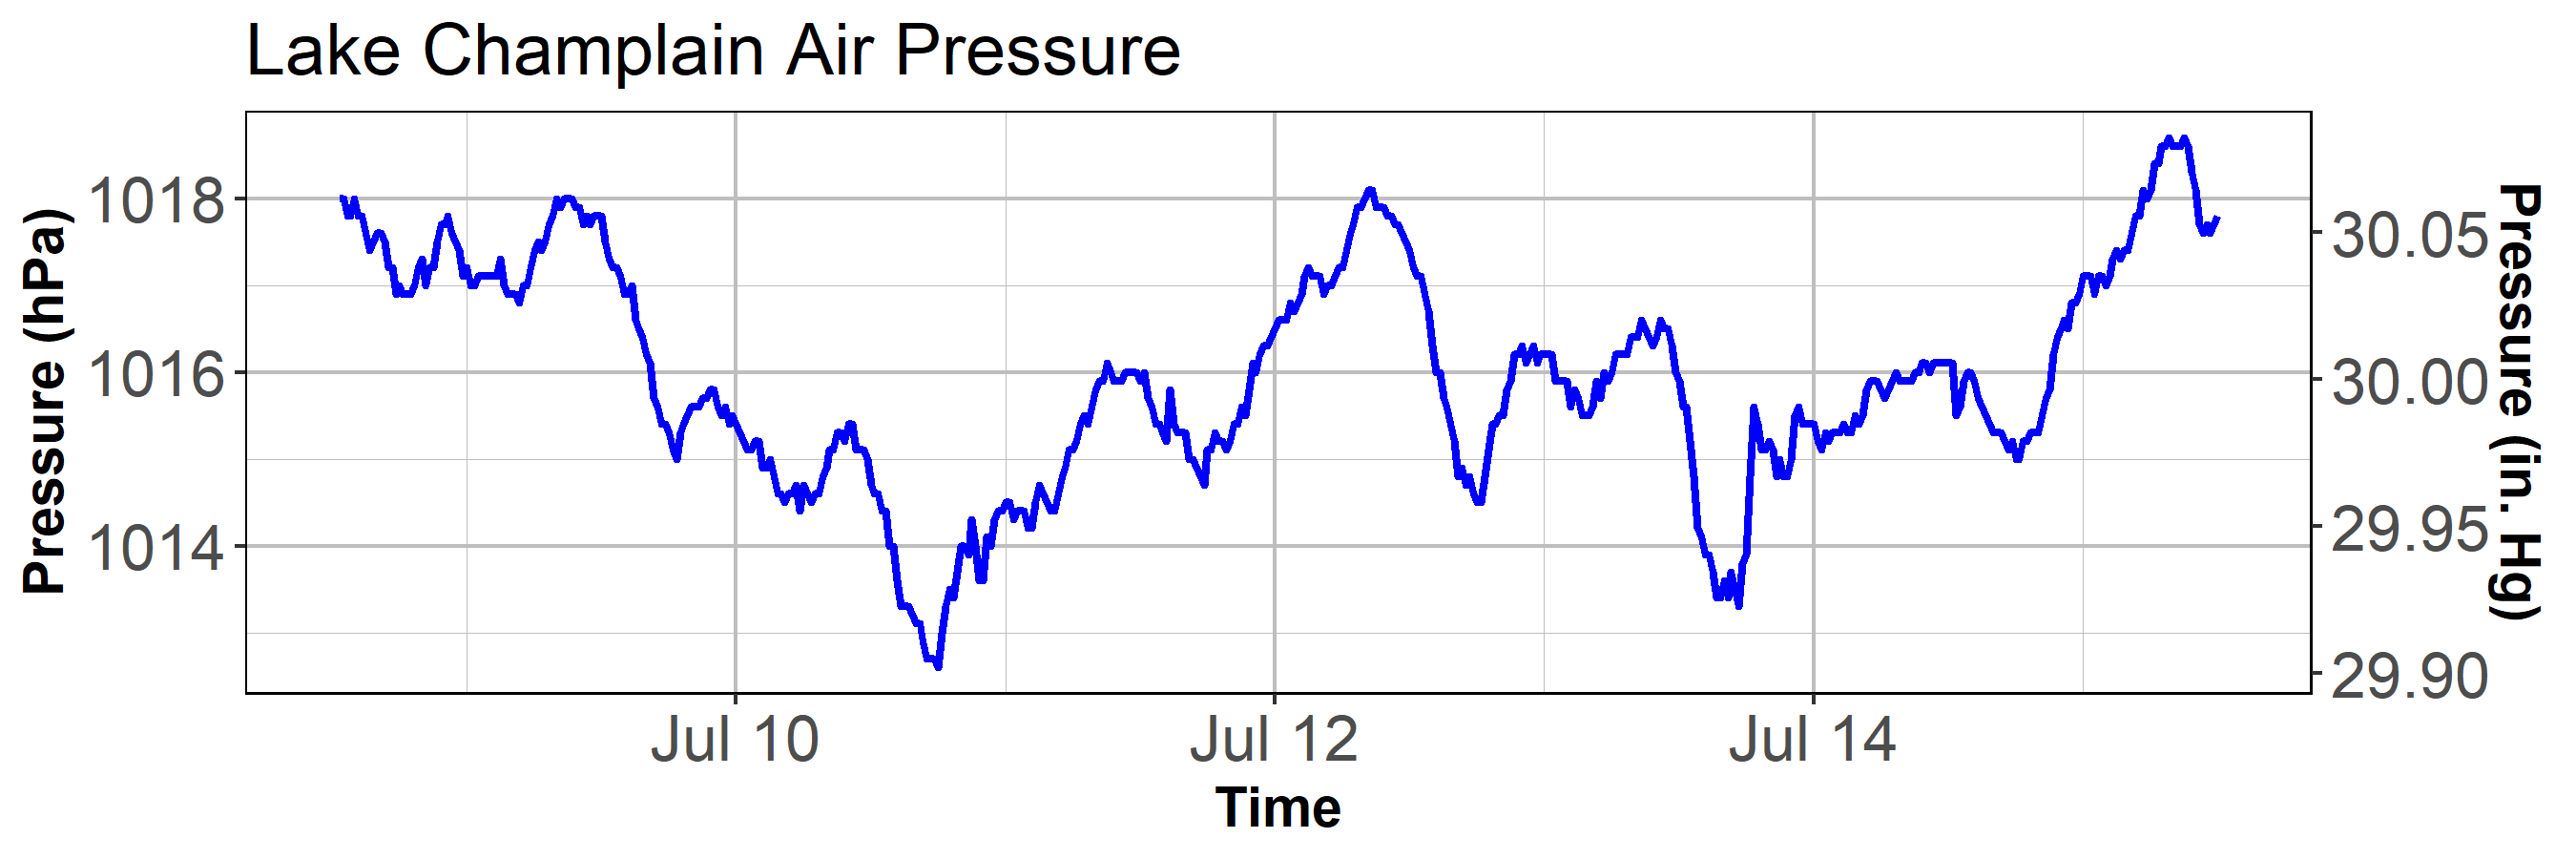 Lake Champlain Air Pressure
Pressure (hPa)
1018
1016
1014
30.05
30.00
29.95
29.90
Pressure (in. Hg)
Jul 10
Jul 12
Jul 14
Time